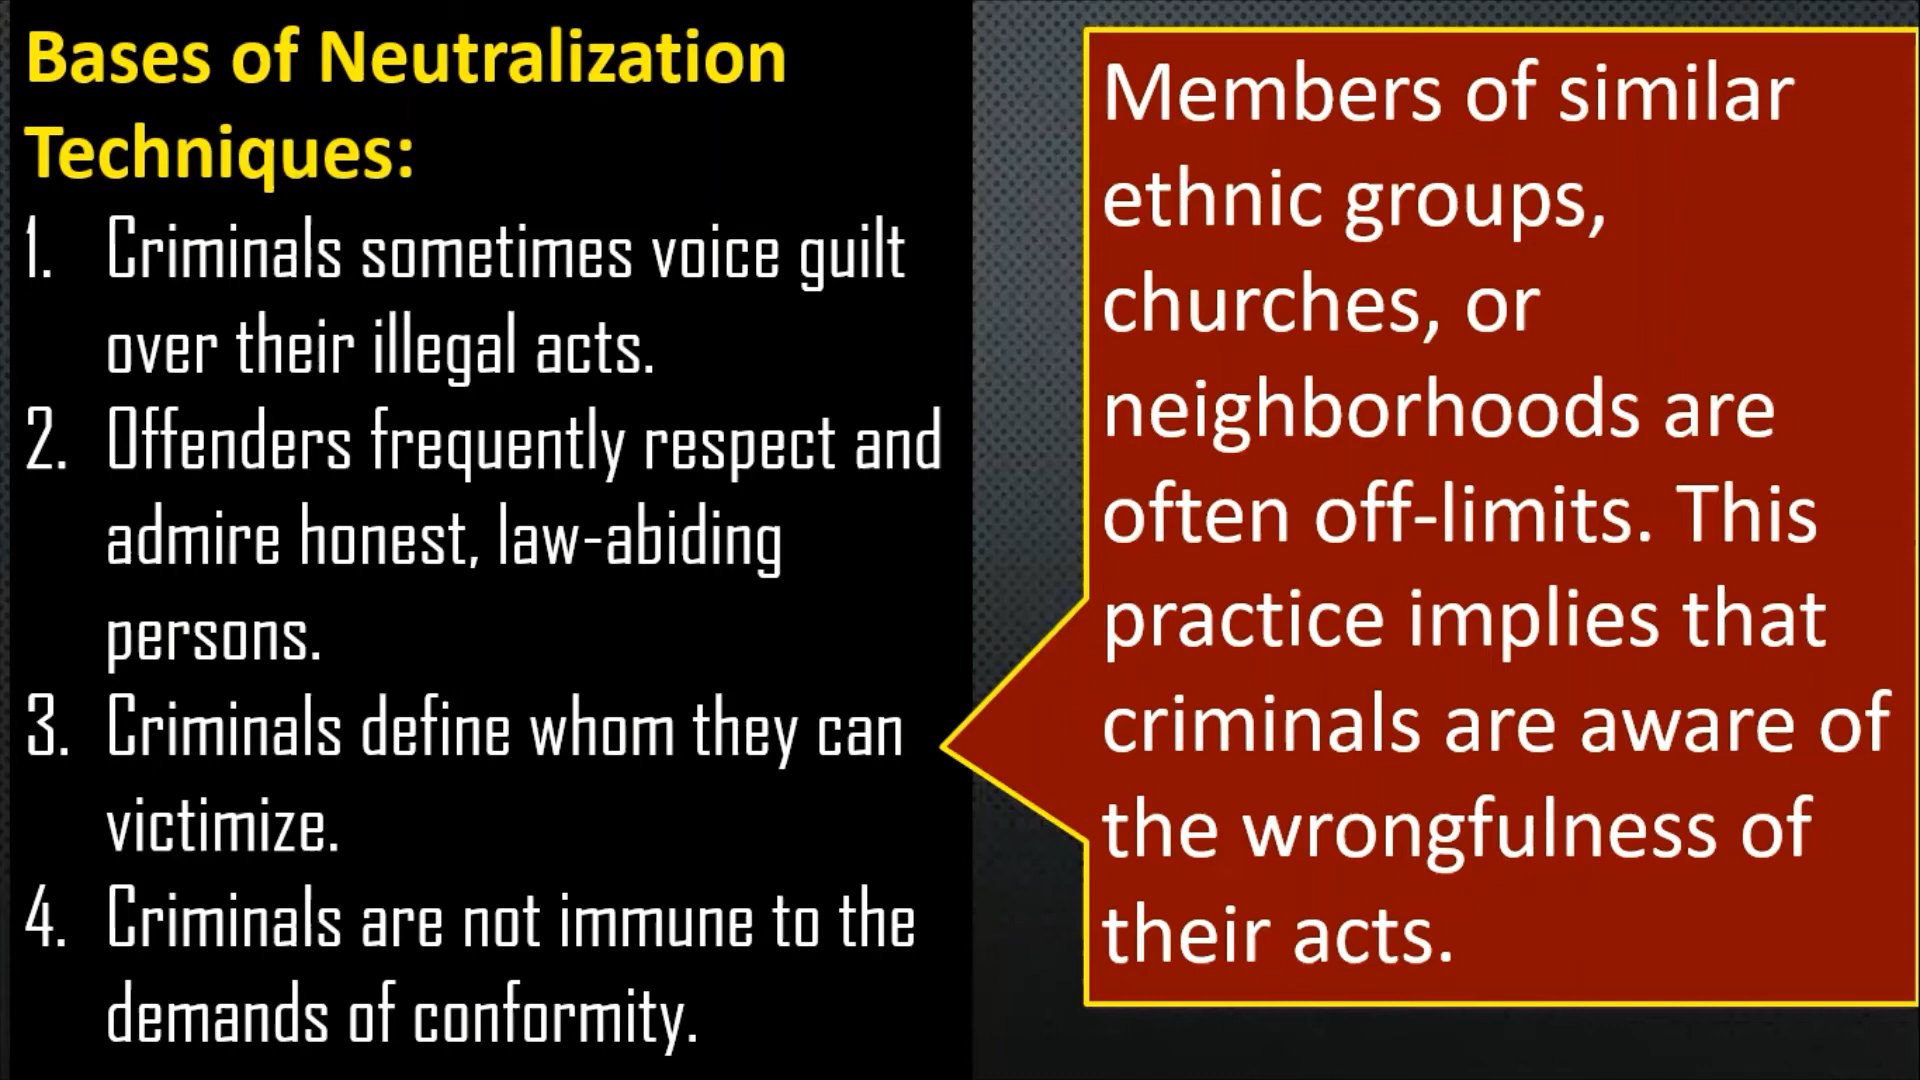 Bases of Neutralization
Techniques:
1. Criminals sometimes voice guilt
over their illegal acts.
2. Offenders frequently respect and
admire honest, law-abiding
persons.
3. Criminals define whom they can
victimize.
4. Criminals are not immune to the
demands of conformity.
Members of similar
ethnic groups,
churches, or
neighborhoods are
often off-limits. This
practice implies that
criminals are aware of
the wrongfulness of
their acts.